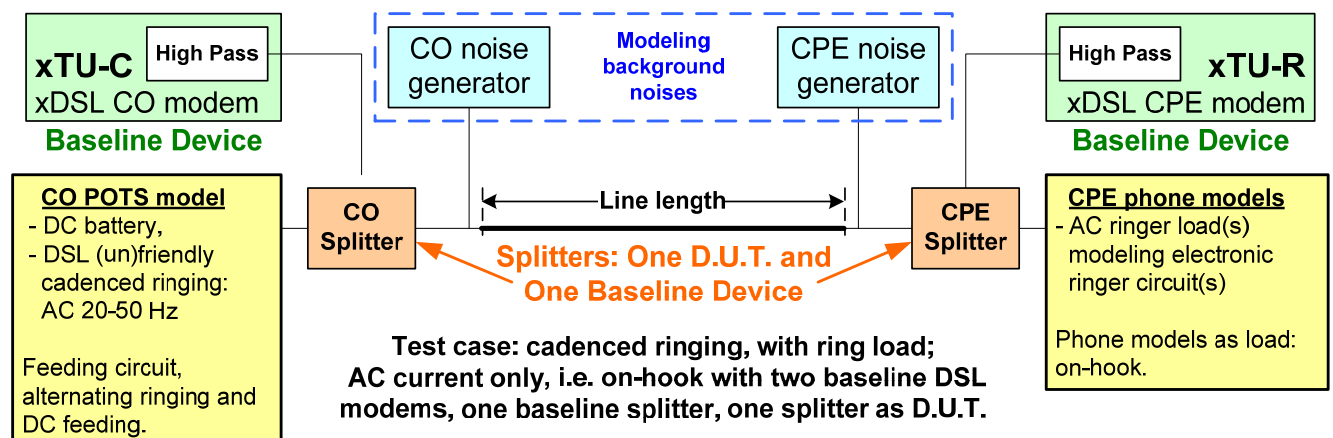 xTU-C
High Pass
xDSL CO modem
Baseline Device
CO noise
generator
Modeling
background
noises
CPE noise
generator
High Pass
xTU-R
xDSL CPE modem
Baseline Device
CO POTS model
- DC battery,
- DSL (un)friendly
cadenced ringing:
AC 20-50 Hz
Feeding circuit,
alternating ringing and
DC feeding.
CO
Splitter
Line length
Splitters: One D.U.T. and
One Baseline Device
CPE
Splitter
CPE phone models
- AC ringer load(s)
modeling electronic
ringer circuit(s)
Phone models as load:
on-hook.
Test case: cadenced ringing, with ring load;
AC current only, i.e. on-hook with two baseline DSL
modems, one baseline splitter, one splitter as D.U.T.